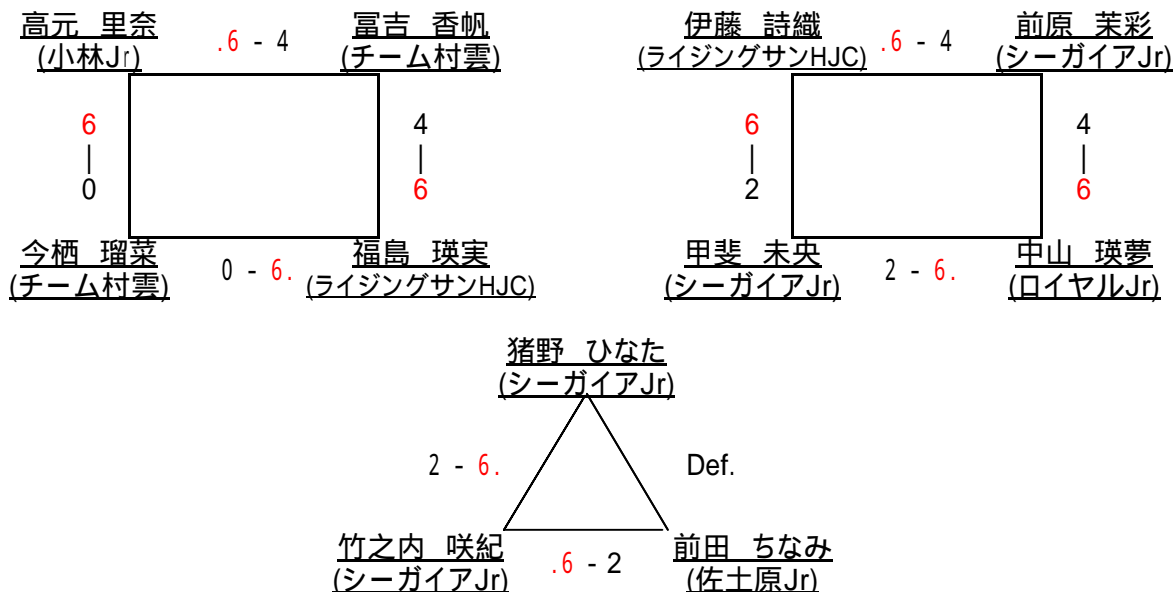 高元 里奈 .6 - 4 冨吉 香帆
(小林Jr) (チーム村雲)
6 4
| |
0 6
今栖 瑠菜 0 - 6. 福島 瑛実
(チーム村雲) (ライジングサンHJC)
伊藤 詩織 .6 - 4 前原 茉彩
(ライジングサンHJC) (シーガイアJr)
6 4
| |
2 6
甲斐 未央 2 - 6. 中山 瑛夢
(シーガイアJr) (ロイヤルJr)
猪野 ひなた
(シーガイアJr)
2 - 6. Def.
竹之内 咲紀 .6 - 2 前田 ちなみ
(シーガイアJr) (佐土原Jr)